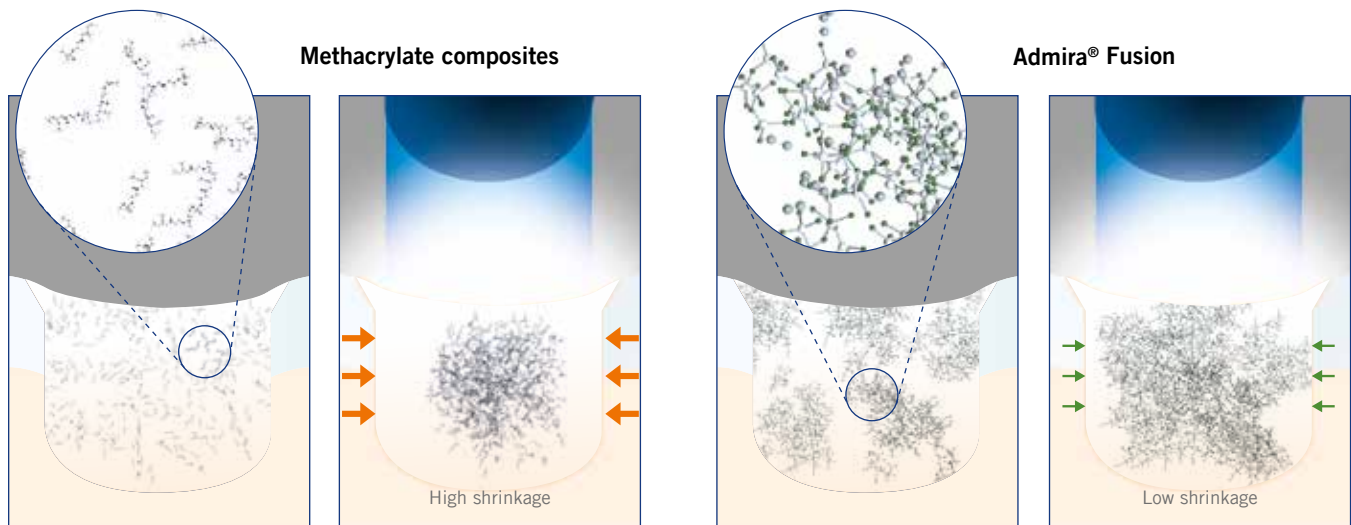 Methacrylate composites
Admira® Fusion
High shrinkage
Low shrinkage